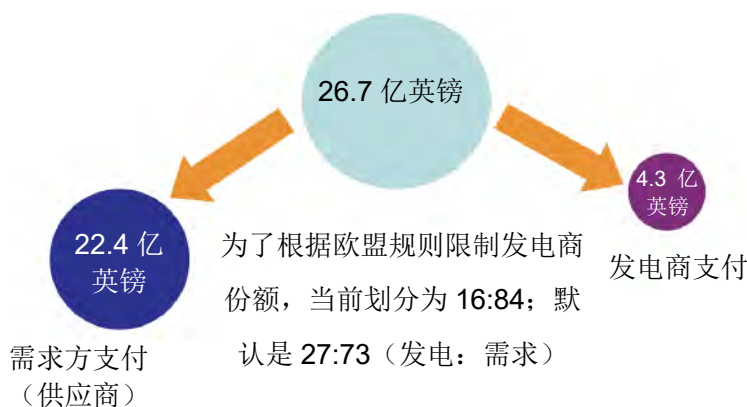 26.7 亿英镑
4.3 亿
英镑
发电商支付
22.4 亿
英镑
需求方支付
（供应商）
为了根据欧盟规则限制发电商
份额，当前划分为 16:84；默
认是 27:73（发电：需求）